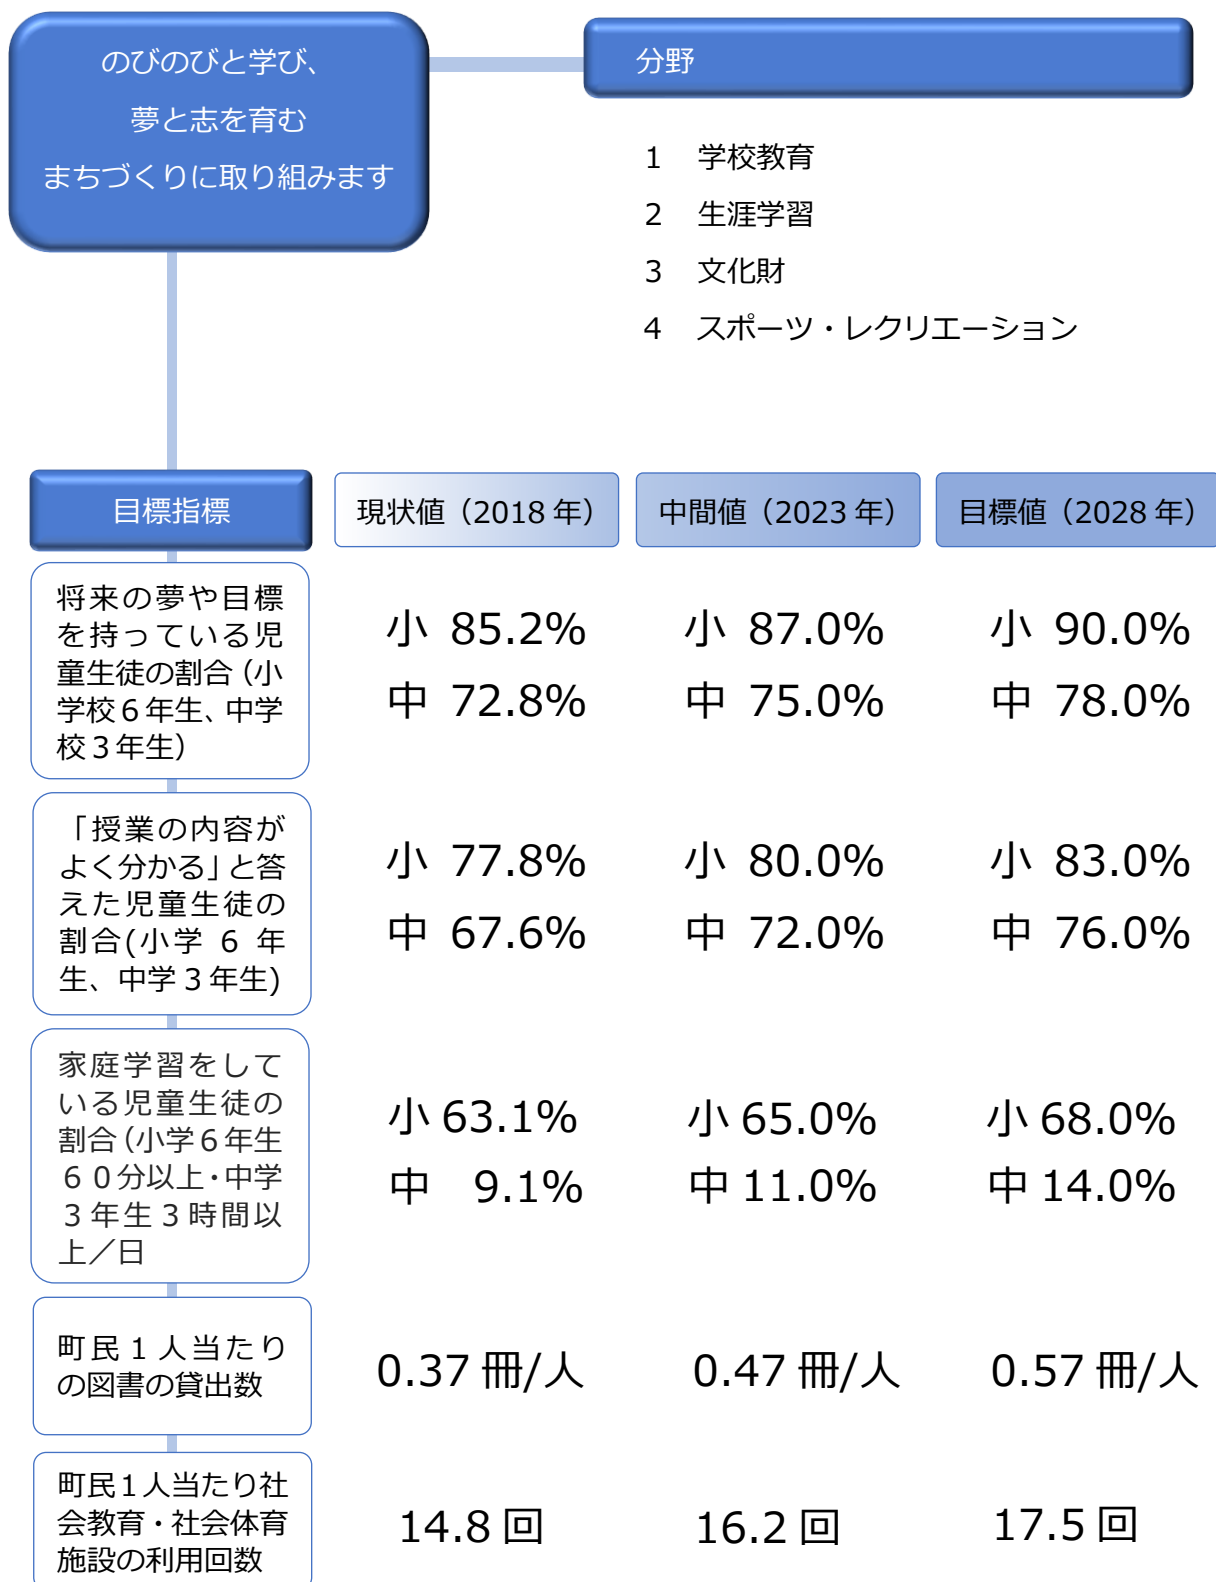 のびのびと学び、
夢と志を育む
まちづくりに取り組みます
分野
1 学校教育
2 生涯学習
3 文化財
4 スポーツ・レクリエーション
目標指標
現状値（2018 年）
中間値（2023 年）
目標値（2028 年）
将来の夢や目標
を持っている児
童生徒の割合（小
学校６年生、中学
校３年生）
小 85.2%
小 87.0%
小 90.0%
中 72.8%
中 75.0%
中 78.0%
「授業の内容が
よく分かる」と答
えた児童生徒の
割合(小学 6 年
生、中学３年生)
小 77.8%
小 80.0%
小 83.0%
中 67.6%
中 72.0%
中 76.0%
家庭学習をして
いる児童生徒の
割合（小学６年生
６０分以上・中学
３年生３時間以
上／日
小 63.1%
小 65.0%
小 68.0%
中 9.1%
中 11.0%
中 14.0%
町民１人当たり
の図書の貸出数
0.37 冊/人
0.47 冊/人
0.57 冊/人
町民１人当たり社
会教育・社会体育
施設の利用回数
14.8 回
16.2 回
17.5 回